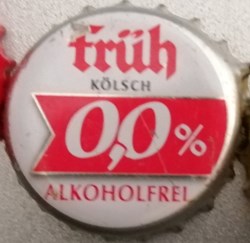 früh
KÖLSCH
0,0%
ALKOHOLFREI